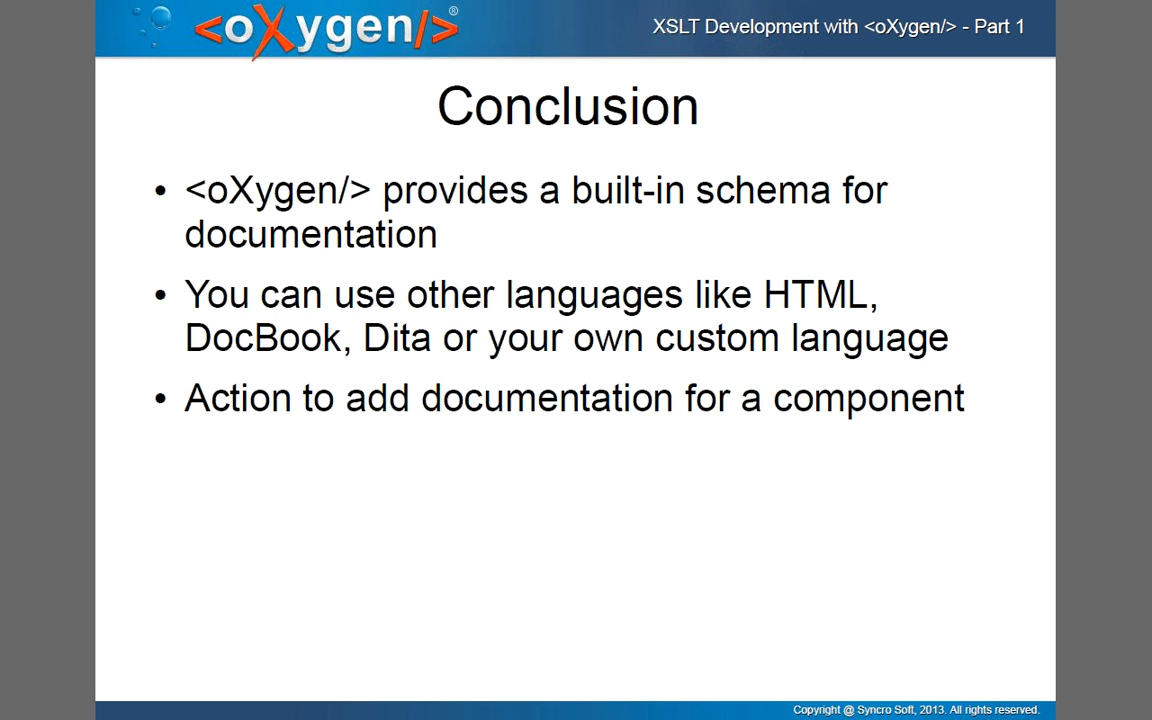 <oXygen/>®
XSLT Development with <oXygen/> - Part 1
Conclusion
• <oXygen/> provides a built-in schema for
documentation
• You can use other languages like HTML,
DocBook, Dita or your own custom language
• Action to add documentation for a component
Copyright @ Syncro Soft, 2013. All rights reserved.